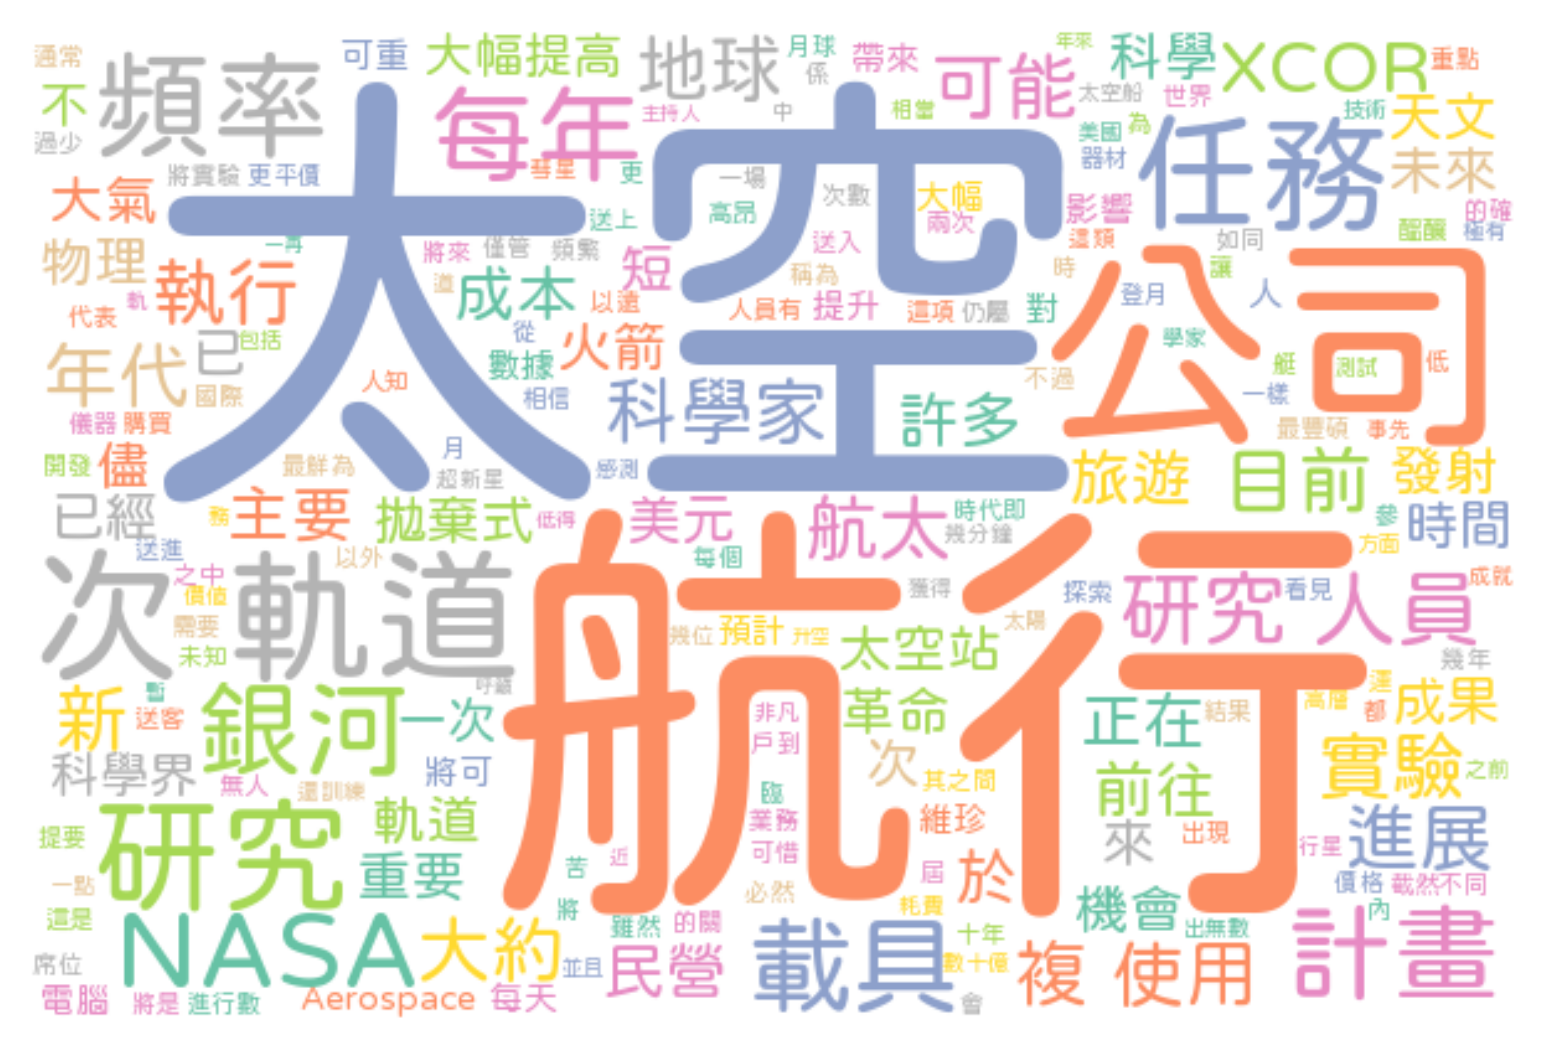 通常
可重
大幅提高
地球
月球
係
帶來
可能
年來
科學
XCOR
重點
不
頻率
每年
主持人
中
相當
太空船
世界
技術
天文
過少
將實驗
更平價
彗星
更
太空
一場
次數
大幅
美國
為
器材
任務
未來
大氣
送上
高昂
兩次
影響
的確
物理
一再
將來
僅管
頻繁
短
送入
這類
如同
醞釀
極有
執行
道
成本
以遠
稱為
時
讓
公司
軌
代表
人員有
提升
這項
仍屬
對
登月
人
年代
已
包括
從
火箭
學家
數據
科學家
不過
艇
測試
低
國際
人知
相信
許多
一樣
儀器
購買
月
最豐碩
事先
開發
儘
最鮮為
超新星
感測
旅遊
目前
發射
已經
務
主要
拋棄式
低得
美元
航太
時代即
幾分鐘
參
時間
送進
以外
每個
方面
次
軌道
之中
價值
航行
獲得
探索
研究
看見
人員
成就
需要
未知
幾位
預計
升空
太空站
太陽
幾年
新
暫
送客
銀河
呼籲
一次
非凡
革命
正在
結果
高層
還
都
成果
科學界
無人
將可
戶到
次
其之間
前往
實驗
之前
還訓練
臨
提要
研究
軌道
業務
維珍
來
出現
行星
進展
重要
苦
近
可惜
屆
於
價格
截然不同
一點
必然
這是
NASA
大約
將
雖然
的關
耗費
機會
出無數
內
計畫
席位
並且
民營
載具
十年
數十億
複
使用
電腦
將是
進行數
Aerospace
每天
會